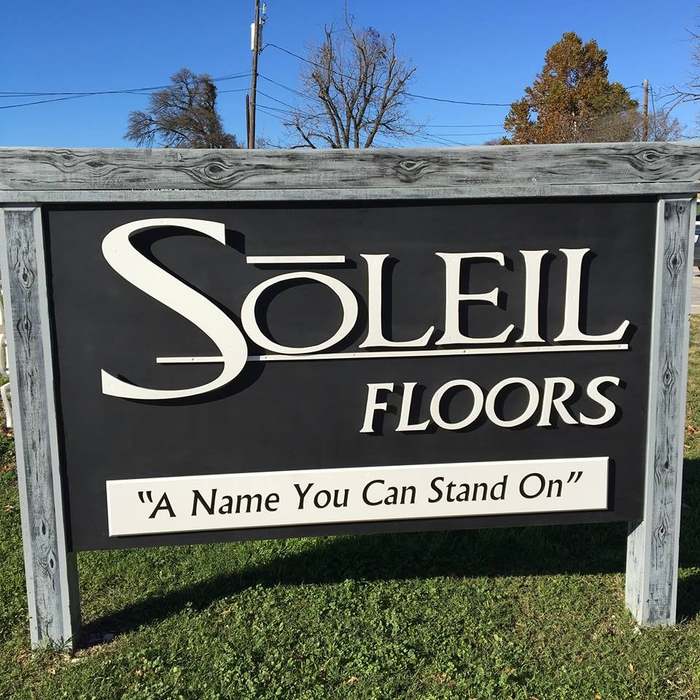 SŌLEIL
FLOORS
"A Name You Can Stand On"